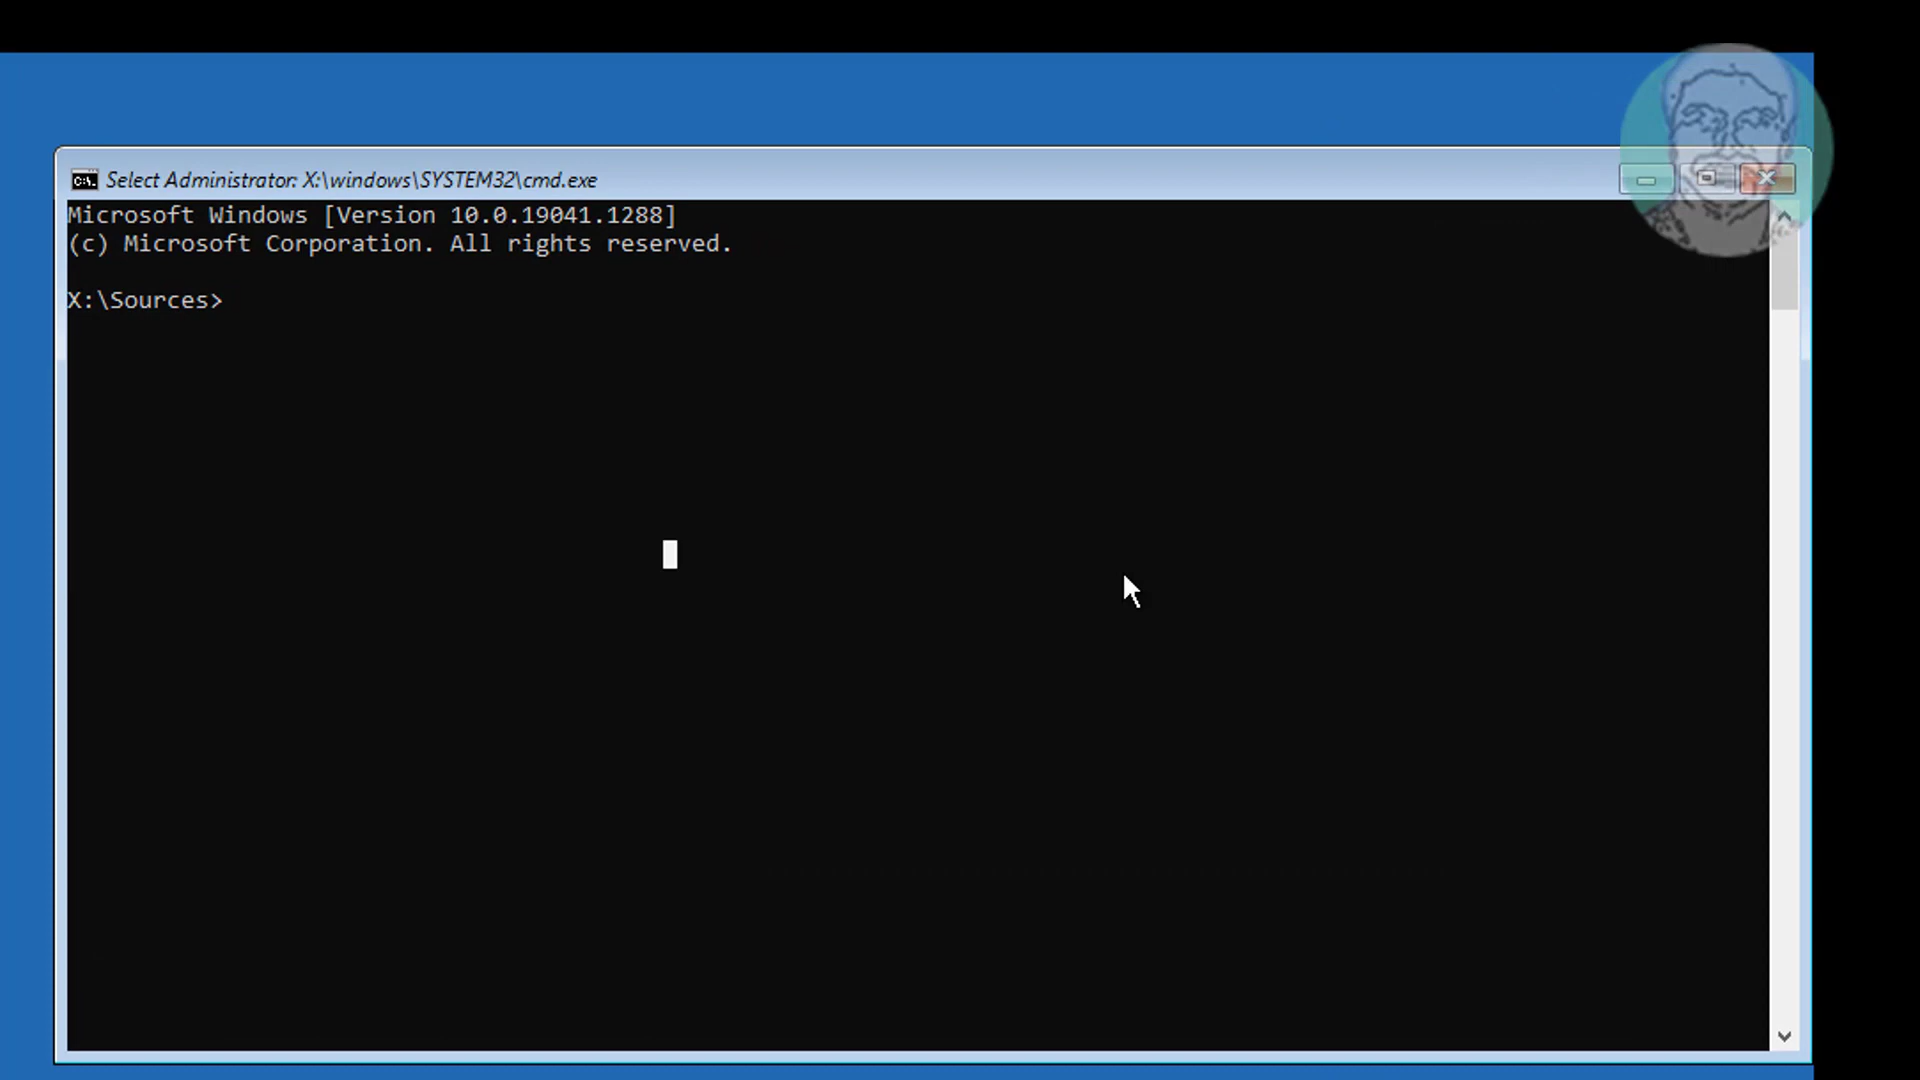 Select Administrator: X:\windows\SYSTEM32\cmd.exe
Microsoft Windows [Version 10.0.19041.1288]
(c) Microsoft Corporation. All rights reserved.
X:\Sources>